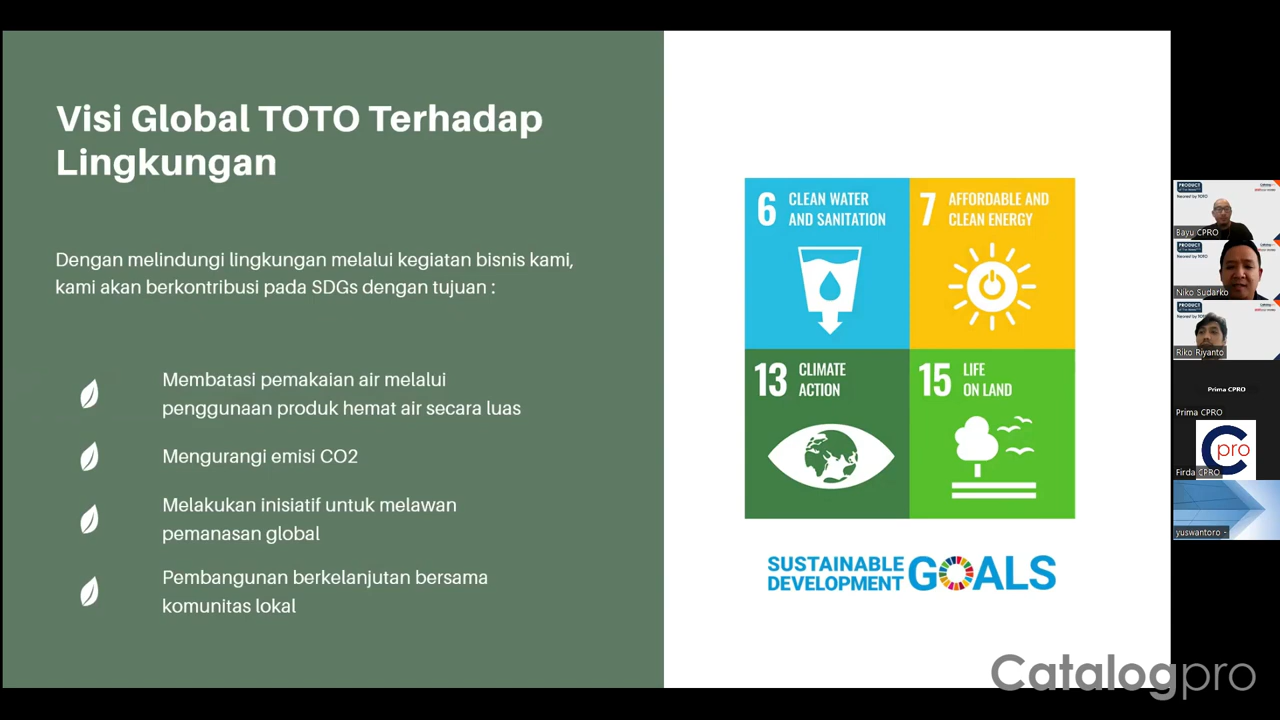 Visi Global TOTO Terhadap
Lingkungan
Dengan melindungi lingkungan melalui kegiatan bisnis kami,
kami akan berkontribusi pada SDGs dengan tujuan :
Membatasi pemakaian air melalui
penggunaan produk hemat air secara luas
Mengurangi emisi CO2
Melakukan inisiatif untuk melawan
pemanasan global
Pembangunan berkelanjutan bersama
komunitas lokal
6 CLEAN WATER
AND SANITATION
7 AFFORDABLE AND
CLEAN ENERGY
13 CLIMATE
ACTION
15 LIFE
ON LAND
SUSTAINABLE
DEVELOPMENT
GOALS
PRODUCT
Bayu CPRO
PRODUCT
Niko Sudarko
PRODUCT
Riko Riyanto
Prima CPRO
Prima CPRO
Cpro
Firda CPRO
yuswantoro -
Catalogpro